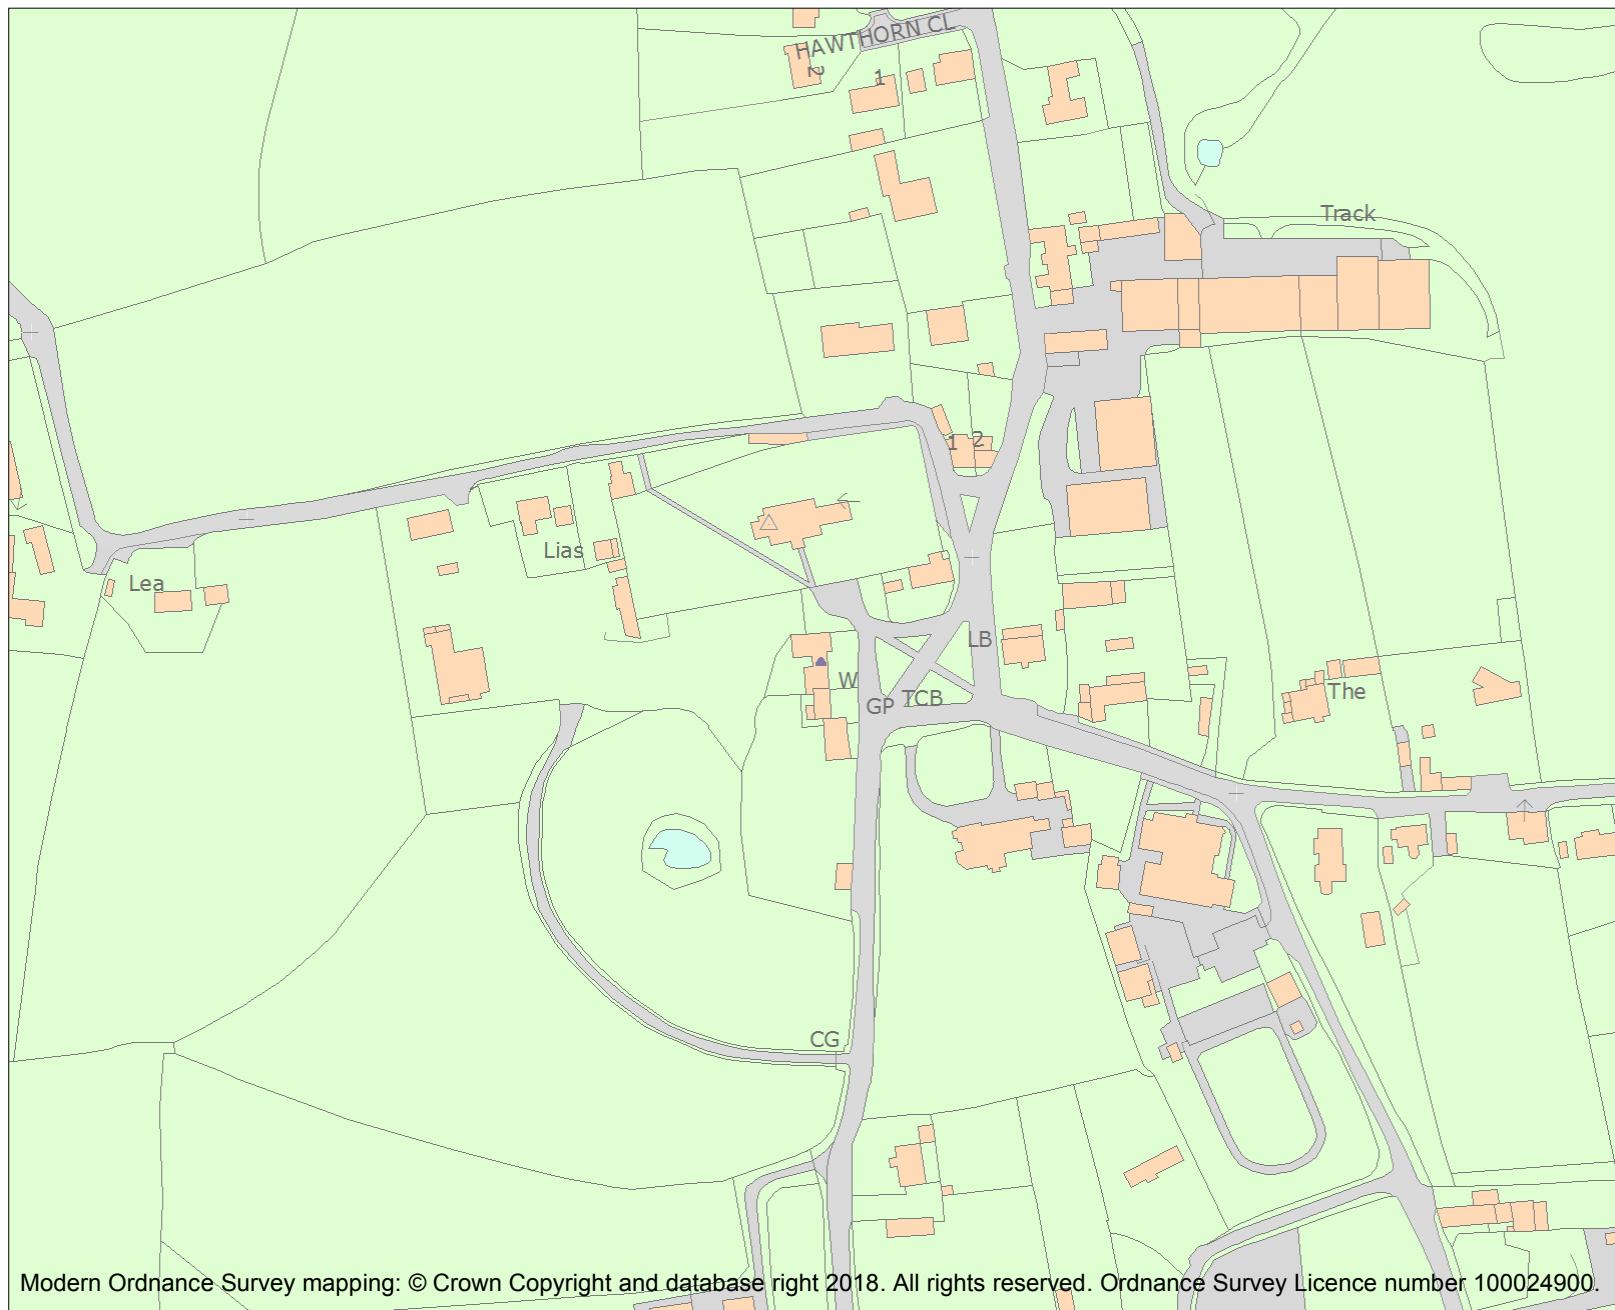 HAWTHORN CL
2
1
Track
1 2
Lias
Lea
LB
W
The
GP TCB
CG
Modern Ordnance Survey mapping: © Crown Copyright and database right 2018. All rights reserved. Ordnance Survey Licence number 100024900.